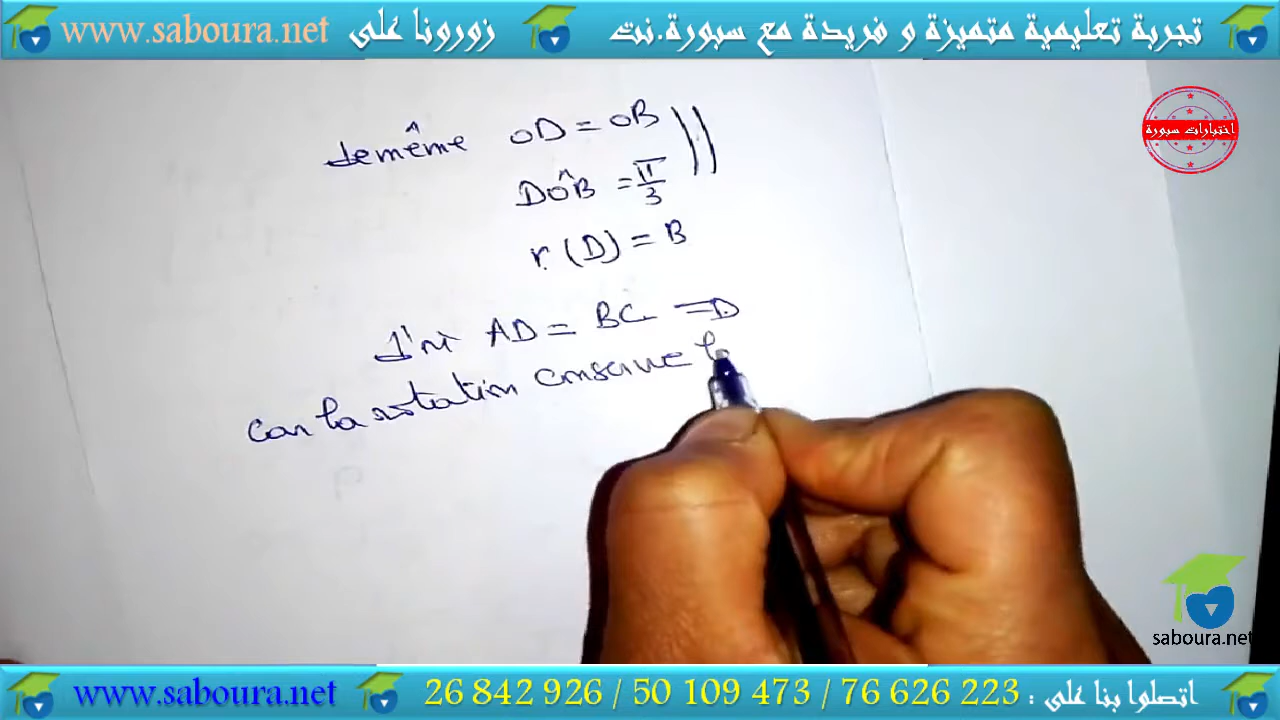 www.saboura.net زورونا على تجربة تعليمية متميزة و فريدة مع سبورة.نت
اختبارات سبورة
de même OD = OB
DÔB = π/3
r (D) = B
AD = BC ⇒
car la rotation conserve l
saboura.net
www.saboura.net 26 842 926 / 50 109 473 / 76 626 223 : اتصلوا بنا على